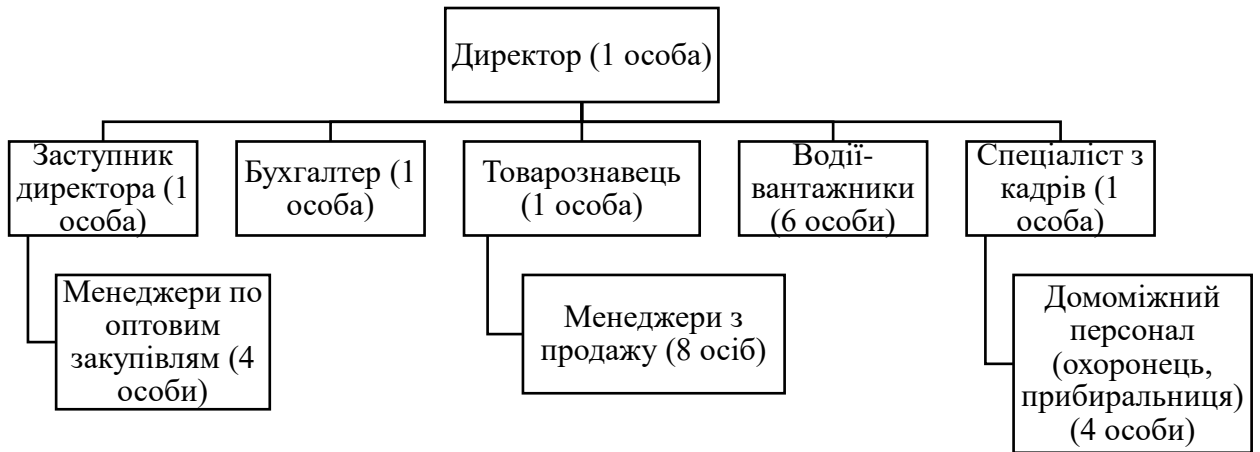 Директор (1 особа)
Заступник
директора (1
особа)
Бухгалтер (1
особа)
Товарознавець
(1 особа)
Водії-
вантажники
(6 особи)
Спеціаліст з
кадрів (1
особа)
Менеджери по
оптовим
закупівлям (4
особи)
Менеджери з
продажу (8 осіб)
Домоміжний
персонал
(охоронець,
прибиральниця)
(4 особи)